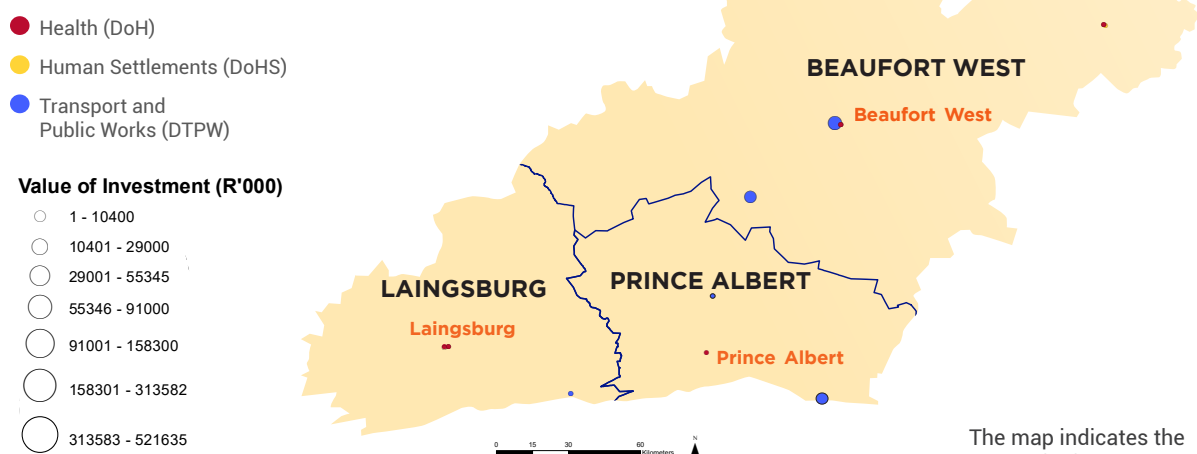 Health (DoH)
Human Settlements (DoHS)
Transport and
Public Works (DTPW)
Value of Investment (R'000)
1 - 10400
10401 - 29000
29001 - 55345
55346 - 91000
91001 - 158300
158301 - 313582
313583 - 521635
BEAUFORT WEST
Beaufort West
LAINGSBURG
Laingsburg
PRINCE ALBERT
Prince Albert
0 15 30 60
Kilometers
N
The map indicates the